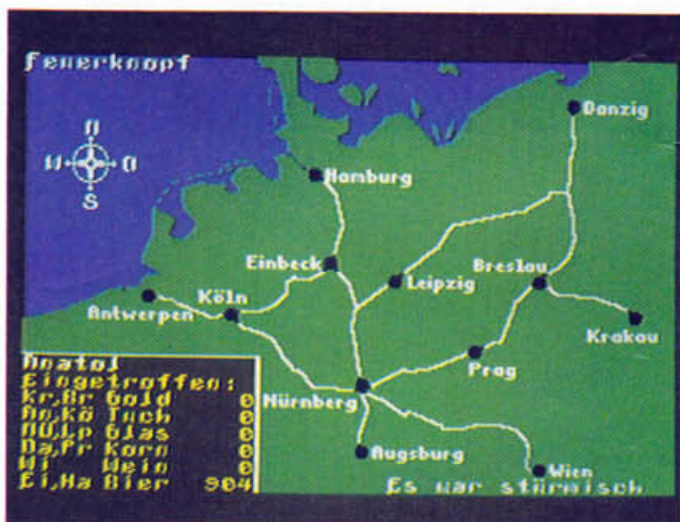 Feuerknopf
N
W O
S
Danzig
Hamburg
Einbeck
Leipzig
Breslau
Antwerpen
Köln
Krakau
Prag
Nürnberg
Augsburg
Wien
Anatol
Eingetroffen:
Kr,Br Gold 0
An,Kö Tuch 0
NÜ,Lp Glas 0
Da,Pr Korn 0
Wi Wein 0
Ei,Ha Bier 904
Es war stürmisch